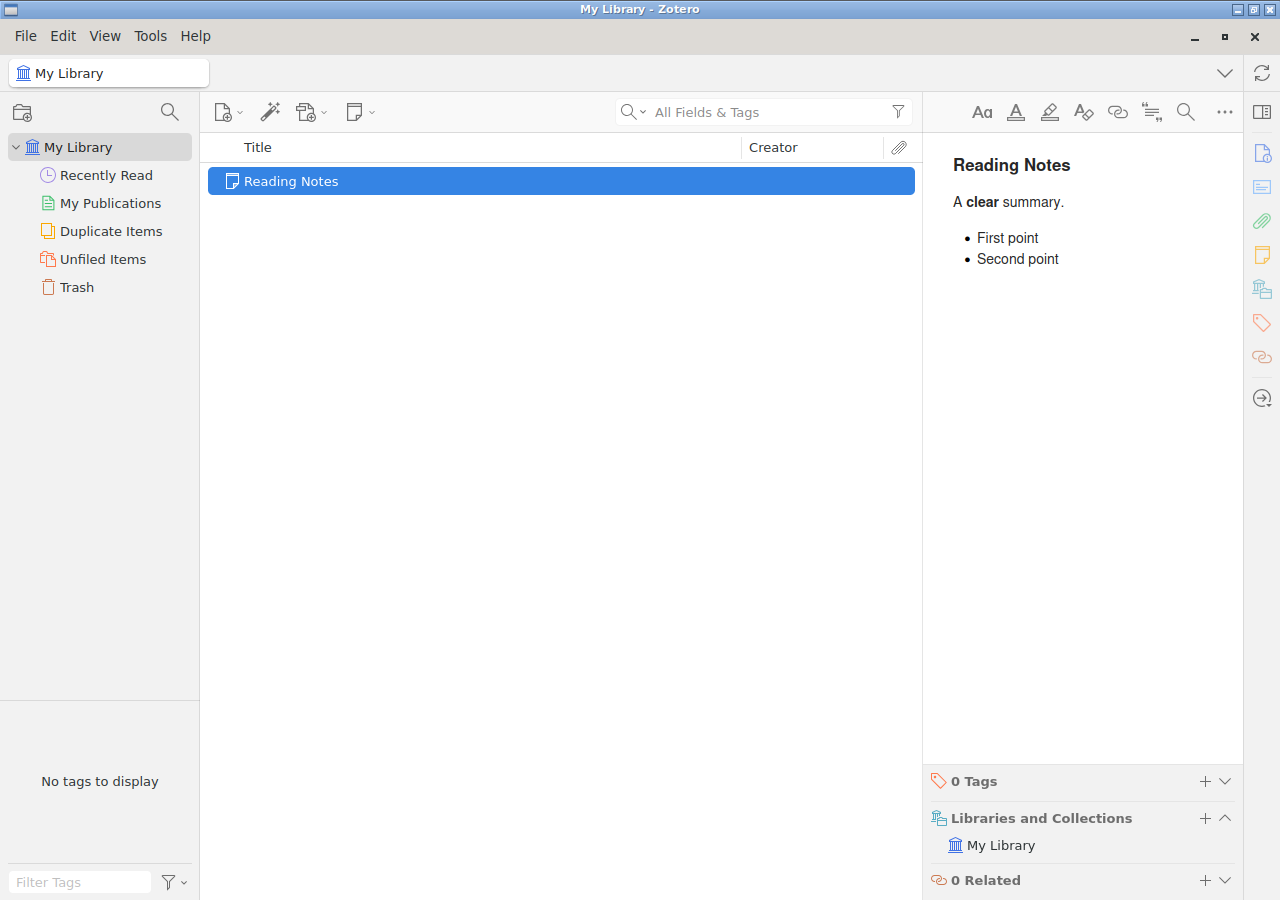 My Library - Zotero
File Edit View Tools Help
My Library
All Fields & Tags
My Library
Recently Read
My Publications
Duplicate Items
Unfiled Items
Trash
No tags to display
Filter Tags
Title Creator
Reading Notes
Aa A
Reading Notes
A clear summary.
• First point
• Second point
0 Tags
Libraries and Collections
My Library
0 Related